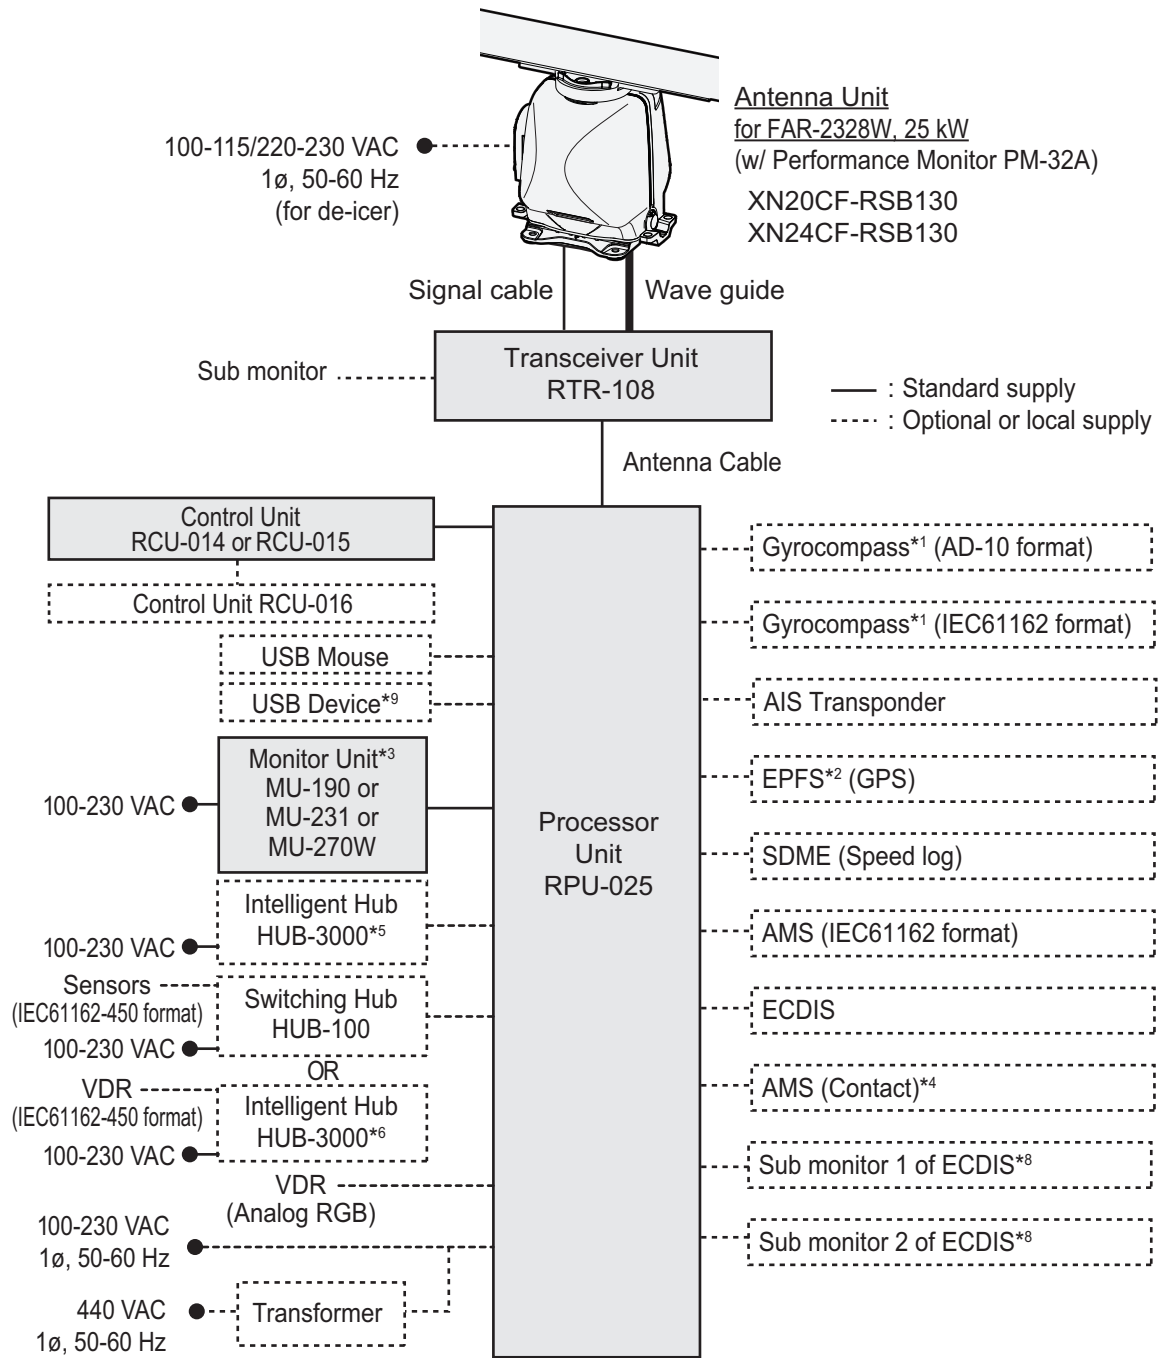 Antenna Unit
for FAR-2328W, 25 kW
(w/ Performance Monitor PM-32A)
XN20CF-RSB130
XN24CF-RSB130
100-115/220-230 VAC
1ø, 50-60 Hz
(for de-icer)
Signal cable
Wave guide
Transceiver Unit
RTR-108
Sub monitor
: Standard supply
: Optional or local supply
Antenna Cable
Control Unit
RCU-014 or RCU-015
Control Unit RCU-016
USB Mouse
USB Device*9
Monitor Unit*3
MU-190 or
MU-231 or
MU-270W
100-230 VAC
Intelligent Hub
HUB-3000*5
100-230 VAC
Sensors
(IEC61162-450 format)
Switching Hub
HUB-100
100-230 VAC
OR
VDR
(IEC61162-450 format)
Intelligent Hub
HUB-3000*6
100-230 VAC
VDR
(Analog RGB)
100-230 VAC
1ø, 50-60 Hz
440 VAC
1ø, 50-60 Hz
Transformer
Processor
Unit
RPU-025
Gyrocompass*1 (AD-10 format)
Gyrocompass*1 (IEC61162 format)
AIS Transponder
EPFS*2 (GPS)
SDME (Speed log)
AMS (IEC61162 format)
ECDIS
AMS (Contact)*4
Sub monitor 1 of ECDIS*8
Sub monitor 2 of ECDIS*8